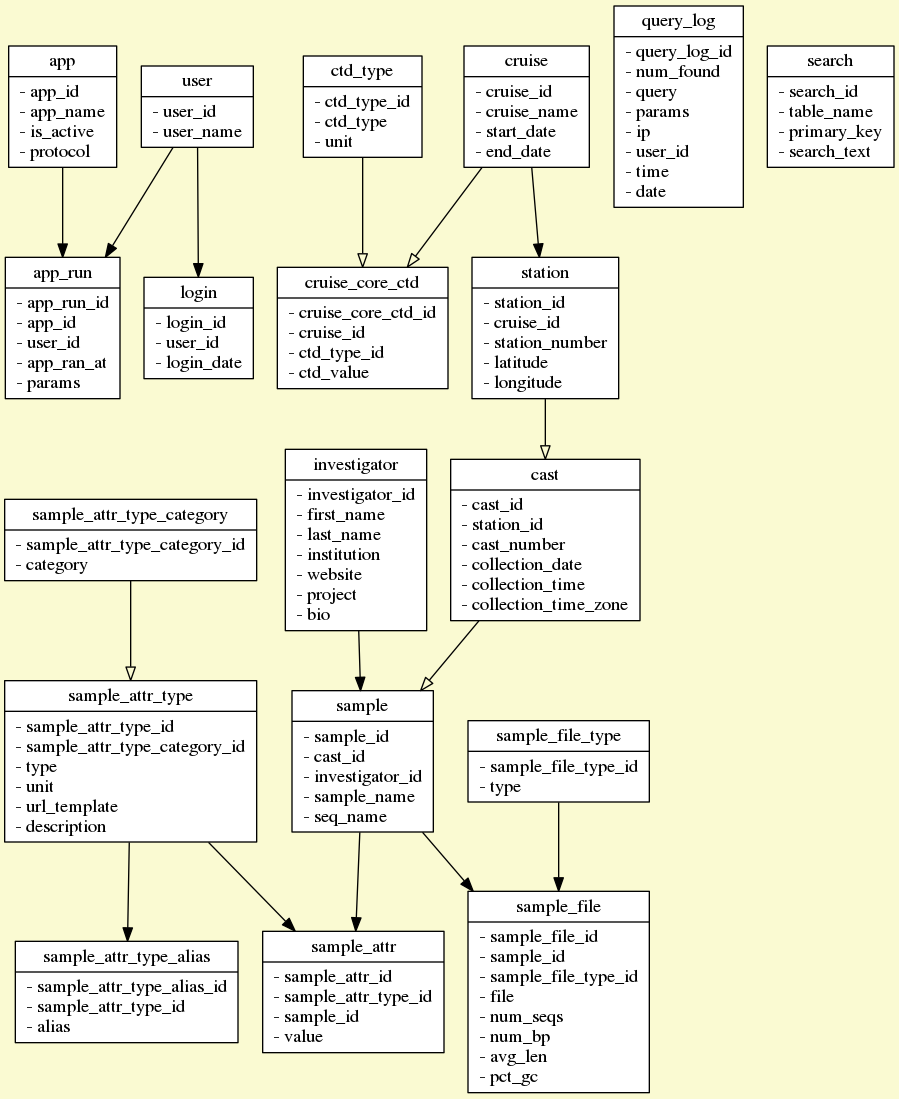 app
- app_id
- app_name
- is_active
- protocol
user
- user_id
- user_name
ctd_type
- ctd_type_id
- ctd_type
- unit
cruise
- cruise_id
- cruise_name
- start_date
- end_date
query_log
- query_log_id
- num_found
- query
- params
- ip
- user_id
- time
- date
search
- search_id
- table_name
- primary_key
- search_text
app_run
- app_run_id
- app_id
- user_id
- app_ran_at
- params
login
- login_id
- user_id
- login_date
cruise_core_ctd
- cruise_core_ctd_id
- cruise_id
- ctd_type_id
- ctd_value
station
- station_id
- cruise_id
- station_number
- latitude
- longitude
sample_attr_type_category
- sample_attr_type_category_id
- category
investigator
- investigator_id
- first_name
- last_name
- institution
- website
- project
- bio
cast
- cast_id
- station_id
- cast_number
- collection_date
- collection_time
- collection_time_zone
sample_attr_type
- sample_attr_type_id
- sample_attr_type_category_id
- type
- unit
- url_template
- description
sample
- sample_id
- cast_id
- investigator_id
- sample_name
- seq_name
sample_file_type
- sample_file_type_id
- type
sample_attr_type_alias
- sample_attr_type_alias_id
- sample_attr_type_id
- alias
sample_attr
- sample_attr_id
- sample_attr_type_id
- sample_id
- value
sample_file
- sample_file_id
- sample_id
- sample_file_type_id
- file
- num_seqs
- num_bp
- avg_len
- pct_gc